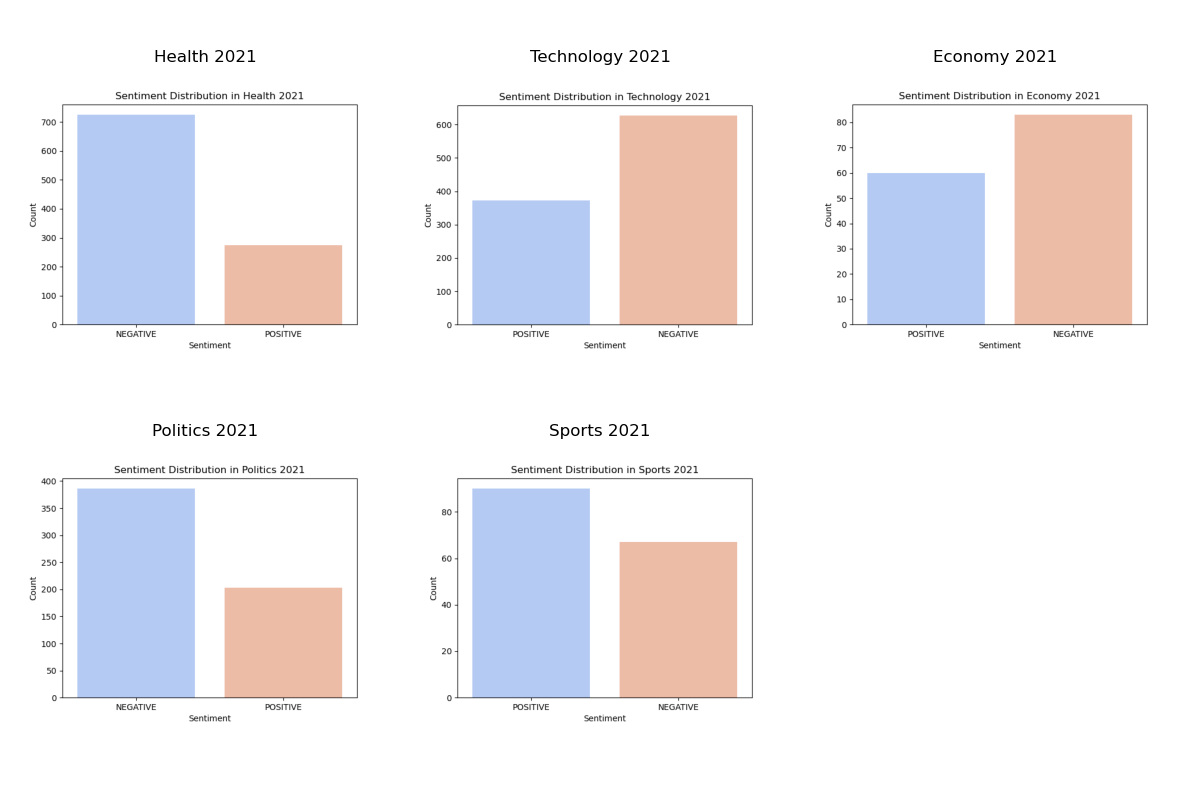 Health 2021
Technology 2021
Economy 2021
Sentiment Distribution in Health 2021
700
600
500
400
300
200
100
0
Count
NEGATIVE
POSITIVE
Sentiment
Sentiment Distribution in Technology 2021
600
500
400
300
200
100
0
Count
POSITIVE
NEGATIVE
Sentiment
Sentiment Distribution in Economy 2021
80
70
60
50
40
30
20
10
0
Count
POSITIVE
NEGATIVE
Sentiment
Politics 2021
Sports 2021
Sentiment Distribution in Politics 2021
400
350
300
250
200
150
100
50
0
Count
NEGATIVE
POSITIVE
Sentiment
Sentiment Distribution in Sports 2021
80
60
40
20
0
Count
POSITIVE
NEGATIVE
Sentiment